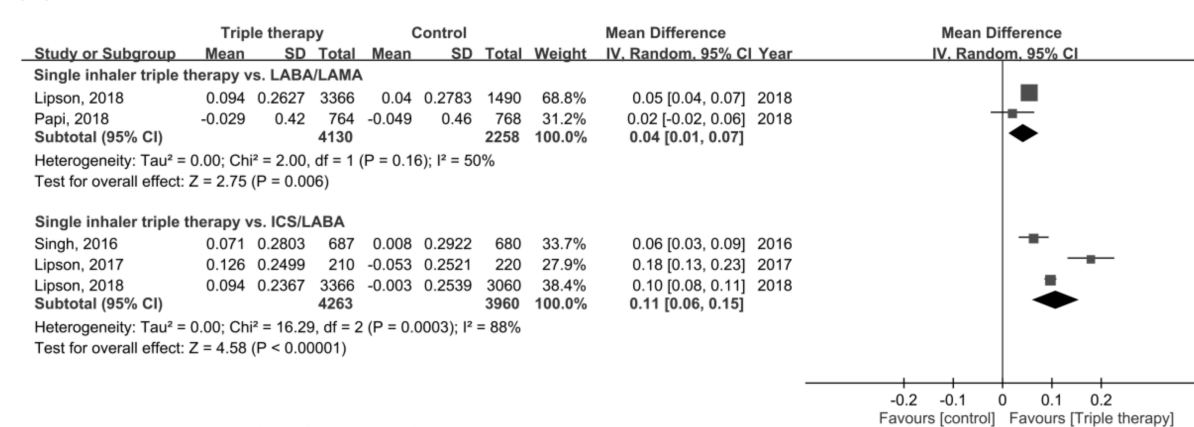 Triple therapy Control Mean Difference Mean Difference
Study or Subgroup Mean SD Total Mean SD Total Weight IV, Random, 95% CI Year IV, Random, 95% CI
Single inhaler triple therapy vs. LABA/LAMA
Lipson, 2018 0.094 0.2627 3366 0.04 0.2783 1490 68.8% 0.05 [0.04, 0.07] 2018
Papi, 2018 -0.029 0.42 764 -0.049 0.46 768 31.2% 0.02 [-0.02, 0.06] 2018
Subtotal (95% CI) 4130 2258 100.0% 0.04 [0.01, 0.07]
Heterogeneity: Tau² = 0.00; Chi² = 2.00, df = 1 (P = 0.16); I² = 50%
Test for overall effect: Z = 2.75 (P = 0.006)
Single inhaler triple therapy vs. ICS/LABA
Singh, 2016 0.071 0.2803 687 0.008 0.2922 680 33.7% 0.06 [0.03, 0.09] 2016
Lipson, 2017 0.126 0.2499 210 -0.053 0.2521 220 27.9% 0.18 [0.13, 0.23] 2017
Lipson, 2018 0.094 0.2367 3366 -0.003 0.2539 3060 38.4% 0.10 [0.08, 0.11] 2018
Subtotal (95% CI) 4263 3960 100.0% 0.11 [0.06, 0.15]
Heterogeneity: Tau² = 0.00; Chi² = 16.29, df = 2 (P = 0.0003); I² = 88%
Test for overall effect: Z = 4.58 (P < 0.00001)
-0.2 -0.1 0 0.1 0.2
Favours [control] Favours [Triple therapy]